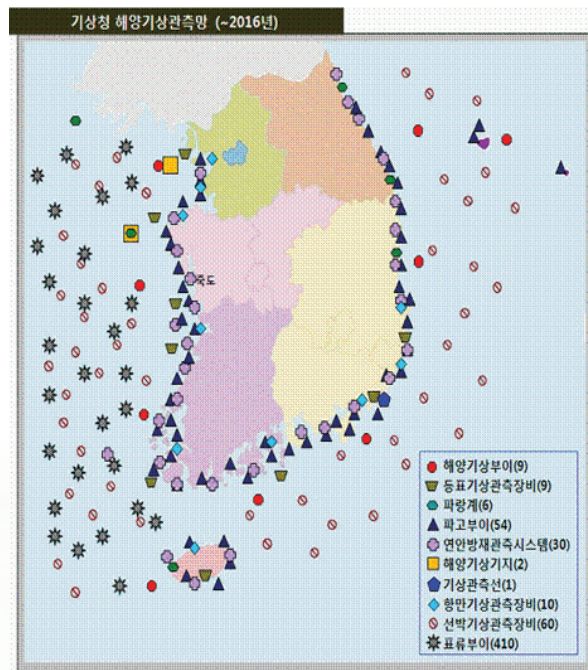 기상청 해양기상관측망 (~2016년)
죽도
해양기상부이(9)
등표기상관측장비(9)
파랑계(6)
파고부이(54)
연안방재관측시스템(30)
해양기상기지(2)
기상관측선(1)
항만기상관측장비(10)
선박기상관측장비(60)
표류부이(410)